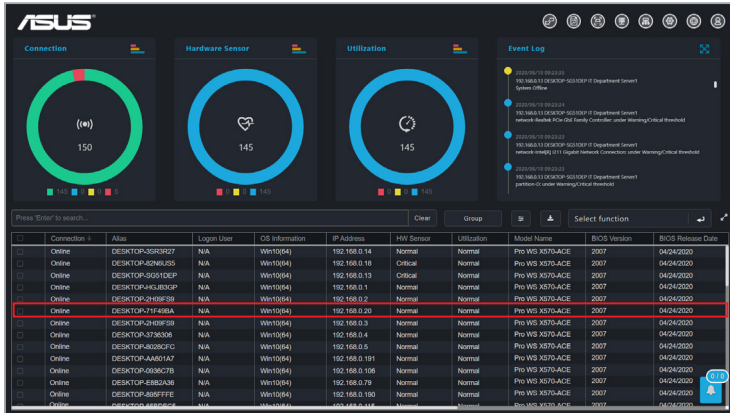 ASUS
Connection
Hardware Sensor
Utilization
Event Log
150
145
145
145 0 0 5
0 0 145
0 0 145
2020/06/10 09:23:25
192.168.0.13 DESKTOP-SG51DEP IT Department Server1
System Offline
2020/06/10 09:23:24
192.168.0.13 DESKTOP-SG51DEP IT Department Server1
network-Realtek PCIe GbE Family Controller: under Warning/Critical threshold
2020/06/10 09:23:23
192.168.0.13 DESKTOP-SG51DEP IT Department Server1
network-Intel(R) I211 Gigabit Network Connection: under Warning/Critical threshold
192.168.0.13 DESKTOP-SG51DEP IT Department Server1
partition-D: under Warning/Critical threshold
Press 'Enter' to search...
Clear
Group
Select function
Connection Alias Logon User OS Information IP Address HW Sensor Utilization Model Name BIOS Version BIOS Release Date
Online DESKTOP-3SR3R27 N/A Win10(64) 192.168.0.14 Normal Normal Pro WS X570-ACE 2007 04/24/2020
Online DESKTOP-82N6US5 N/A Win10(64) 192.168.0.18 Critical Normal Pro WS X570-ACE 2007 04/24/2020
Online DESKTOP-SG51DEP N/A Win10(64) 192.168.0.13 Critical Normal Pro WS X570-ACE 2007 04/24/2020
Online DESKTOP-HGJB3GP N/A Win10(64) 192.168.0.1 Normal Normal Pro WS X570-ACE 2007 04/24/2020
Online DESKTOP-2H09FS9 N/A Win10(64) 192.168.0.2 Normal Normal Pro WS X570-ACE 2007 04/24/2020
Online DESKTOP-71F49BA N/A Win10(64) 192.168.0.20 Normal Normal Pro WS X570-ACE 2007 04/24/2020
Online DESKTOP-2H09FS9 N/A Win10(64) 192.168.0.3 Normal Normal Pro WS X570-ACE 2007 04/24/2020
Online DESKTOP-3736306 N/A Win10(64) 192.168.0.4 Normal Normal Pro WS X570-ACE 2007 04/24/2020
Online DESKTOP-8028CFC N/A Win10(64) 192.168.0.5 Normal Normal Pro WS X570-ACE 2007 04/24/2020
Online DESKTOP-AA601A7 N/A Win10(64) 192.168.0.191 Normal Normal Pro WS X570-ACE 2007 04/24/2020
Online DESKTOP-0936C7B N/A Win10(64) 192.168.0.106 Normal Normal Pro WS X570-ACE 2007 04/24/2020
Online DESKTOP-E8B2A36 N/A Win10(64) 192.168.0.79 Normal Normal Pro WS X570-ACE 2007 04/24/2020
Online DESKTOP-895FFFE N/A Win10(64) 192.168.0.190 Normal Normal Pro WS X570-ACE 2007 04/24/2020
Online
0/0